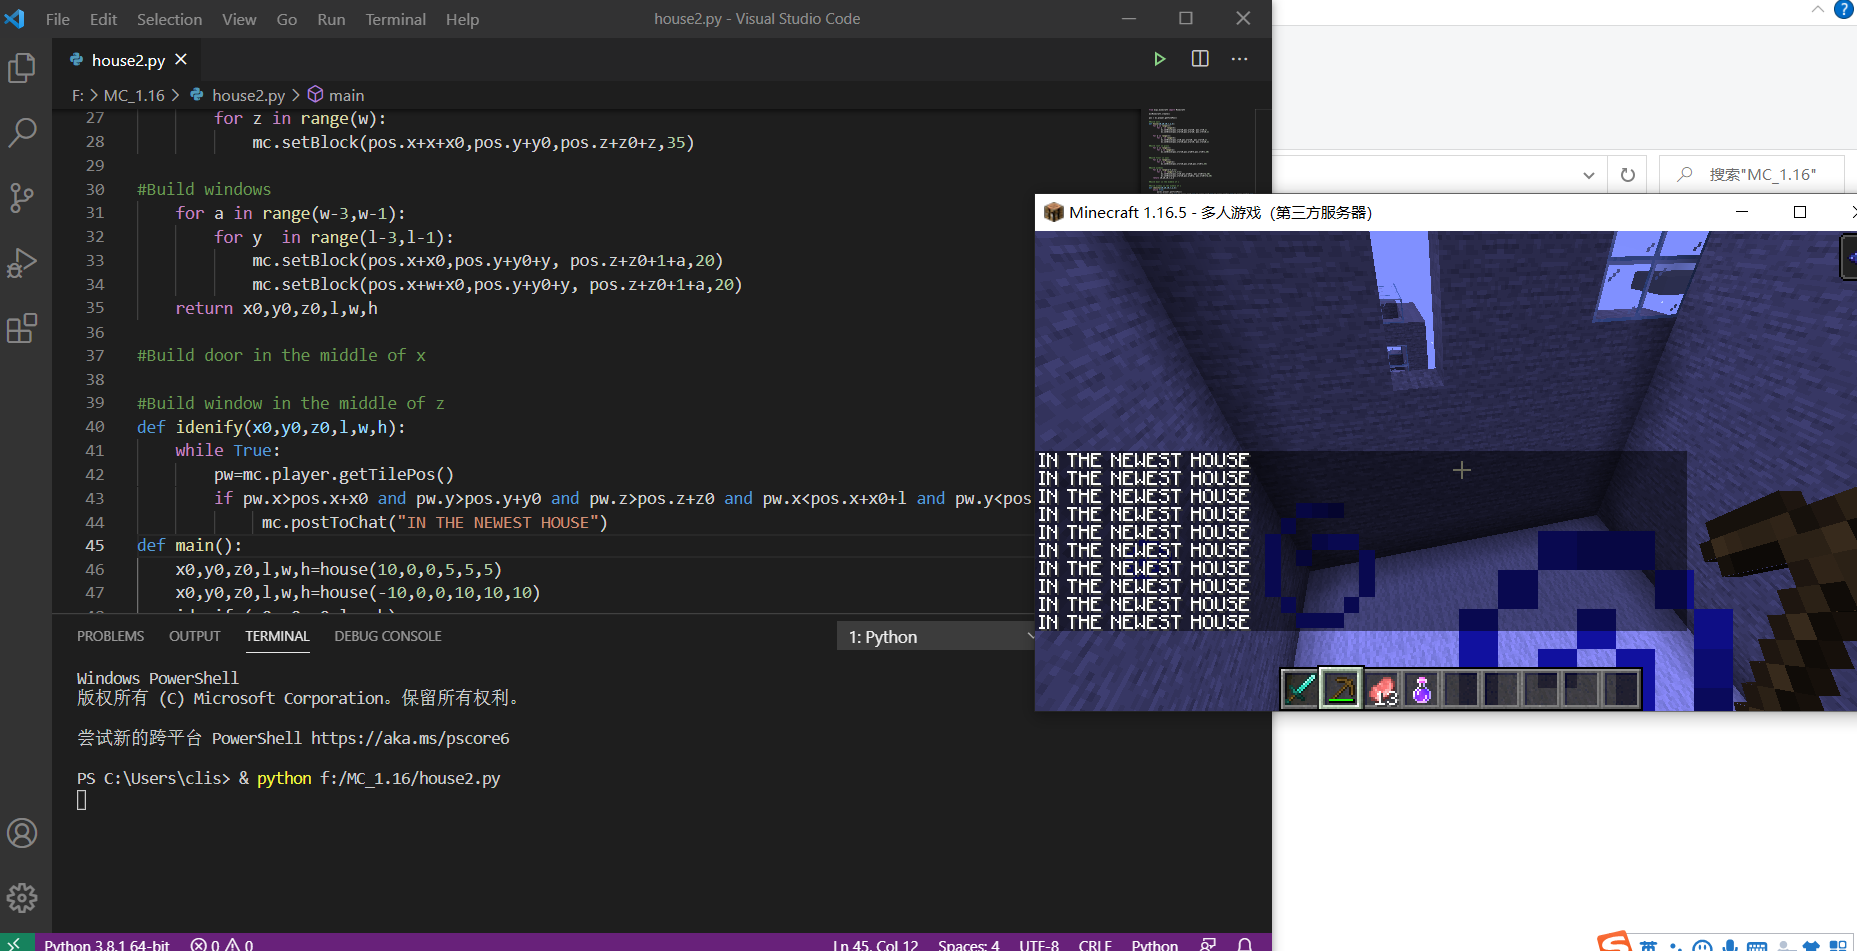 File Edit Selection View Go Run Terminal Help
house2.py - Visual Studio Code
house2.py
F: > MC_1.16 > house2.py > main
27 for z in range(w):
28 mc.setBlock(pos.x+x+x0,pos.y+y0,pos.z+z0+z,35)
29
30 #Build windows
31 for a in range(w-3,w-1):
32 for y  in range(l-3,l-1):
33 mc.setBlock(pos.x+x0,pos.y+y0+y, pos.z+z0+1+a,20)
34 mc.setBlock(pos.x+w+x0,pos.y+y0+y, pos.z+z0+1+a,20)
35 return x0,y0,z0,l,w,h
36
37 #Build door in the middle of x
38
39 #Build window in the middle of z
40 def idenify(x0,y0,z0,l,w,h):
41 while True:
42 pw=mc.player.getTilePos()
43 if pw.x>pos.x+x0 and pw.y>pos.y+y0 and pw.z>pos.z+z0 and pw.x<pos.x+x0+l and pw.y<pos
44 mc.postToChat("IN THE NEWEST HOUSE")
45 def main():
46 x0,y0,z0,l,w,h=house(10,0,0,5,5,5)
47 x0,y0,z0,l,w,h=house(-10,0,0,10,10,10)
PROBLEMS OUTPUT TERMINAL DEBUG CONSOLE
1: Python
Windows PowerShell
版权所有 (C) Microsoft Corporation。保留所有权利。
尝试新的跨平台 PowerShell https://aka.ms/pscore6
PS C:\Users\clis> & python f:/MC_1.16/house2.py
Python 3.8.1 64-bit 0 0
Ln 45, Col 12 Spaces: 4 UTF-8 CRLF Python
搜索"MC_1.16"
Minecraft 1.16.5 - 多人游戏（第三方服务器）
IN THE NEWEST HOUSE
IN THE NEWEST HOUSE
IN THE NEWEST HOUSE
IN THE NEWEST HOUSE
IN THE NEWEST HOUSE
IN THE NEWEST HOUSE
IN THE NEWEST HOUSE
IN THE NEWEST HOUSE
IN THE NEWEST HOUSE
IN THE NEWEST HOUSE
13
英